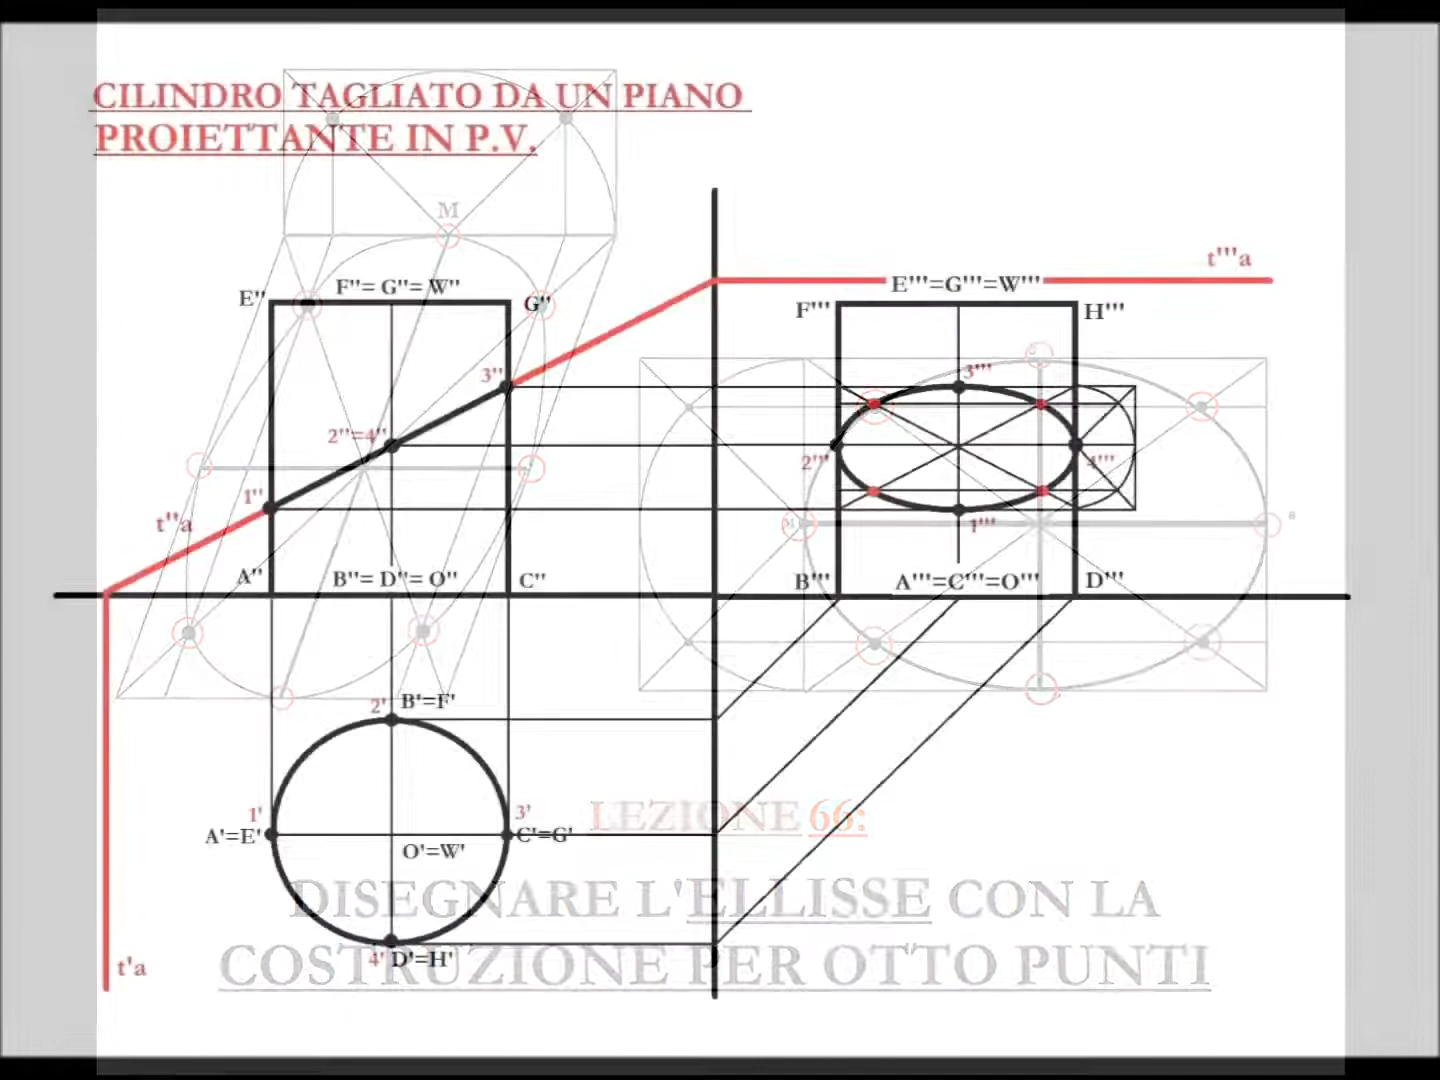 CILINDRO TAGLIATO DA UN PIANO
PROIETTANTE IN P.V.
M
t'''a
E'' F''= G''= W'' G''
E'''=G'''=W'''
F''' H'''
3'' 3'''
2''=4''
2''' 4'''
1'' 1'''
t''a
M
A'' B''= D''= O'' C''
B''' A'''=C'''=O''' D'''
2' B'=F'
1' 3'
A'=E' C'=G'
O'=W'
LEZIONE 66:
DISEGNARE L'ELLISSE CON LA
4' D'=H'
COSTRUZIONE PER OTTO PUNTI
t'a